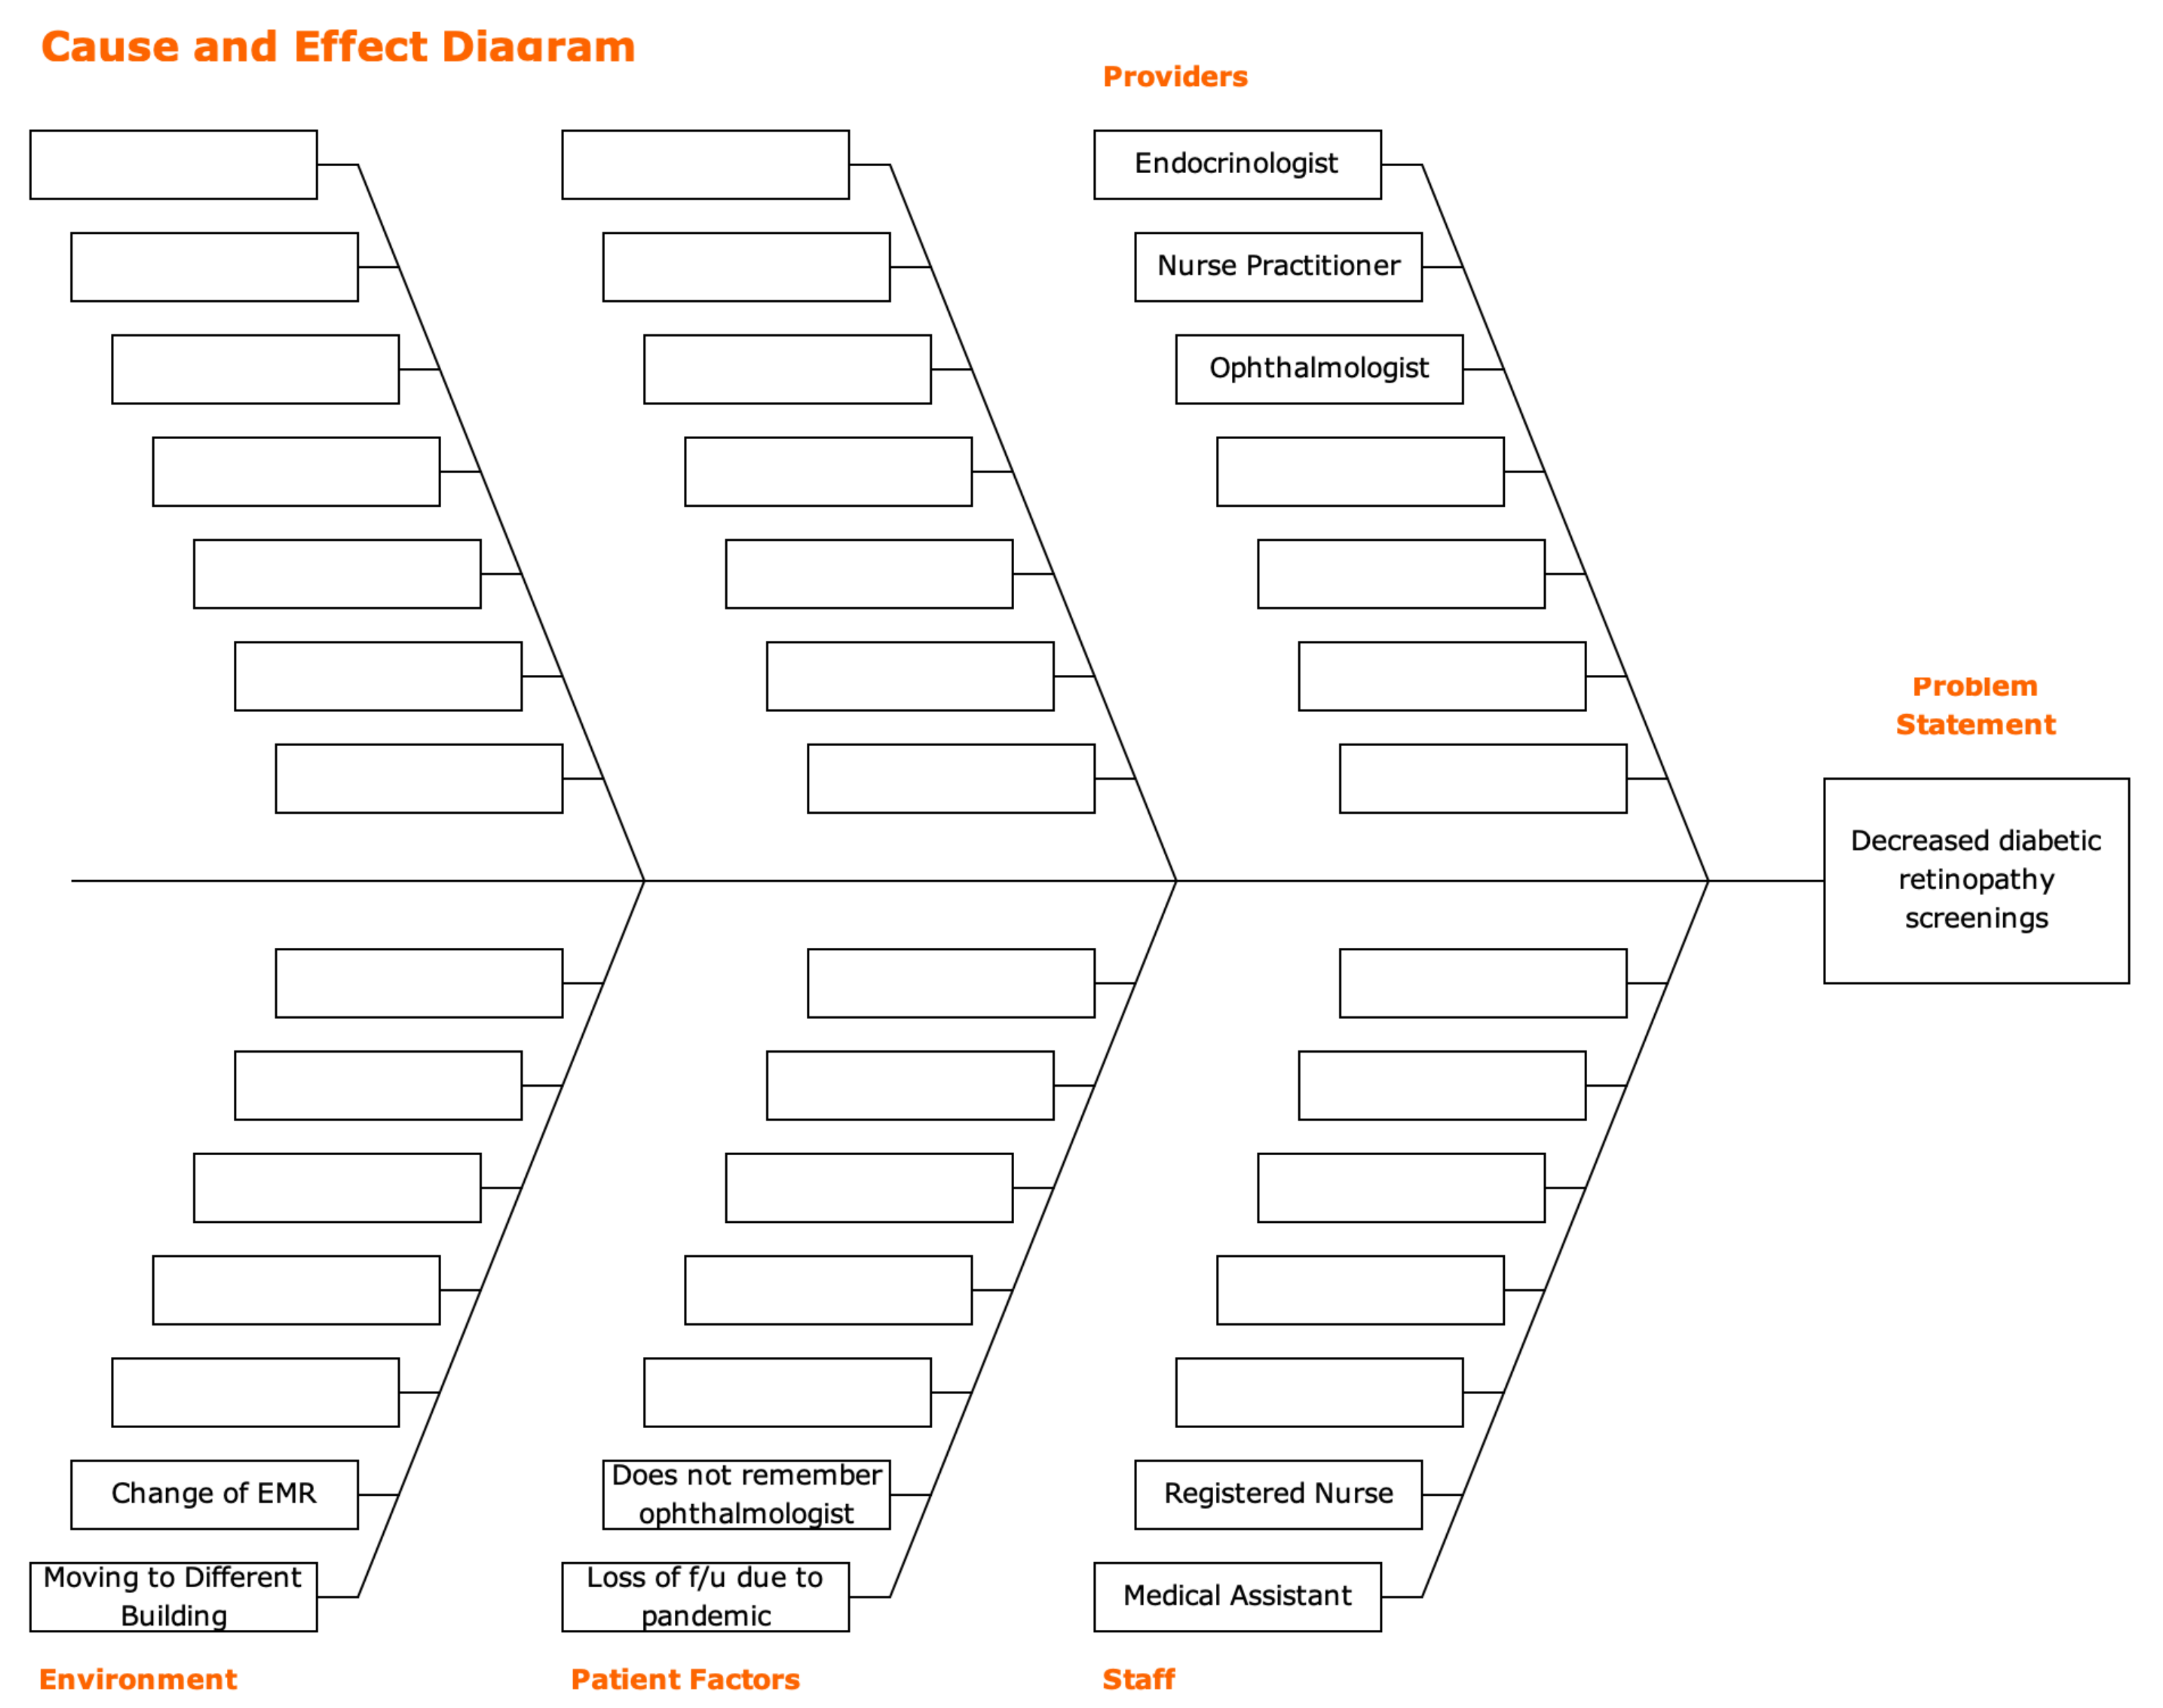 Cause and Effect Diagram
Providers
Endocrinologist
Nurse Practitioner
Ophthalmologist
Problem
Statement
Decreased diabetic
retinopathy
screenings
Change of EMR
Does not remember
ophthalmologist
Registered Nurse
Moving to Different
Building
Loss of f/u due to
pandemic
Medical Assistant
Environment
Patient Factors
Staff